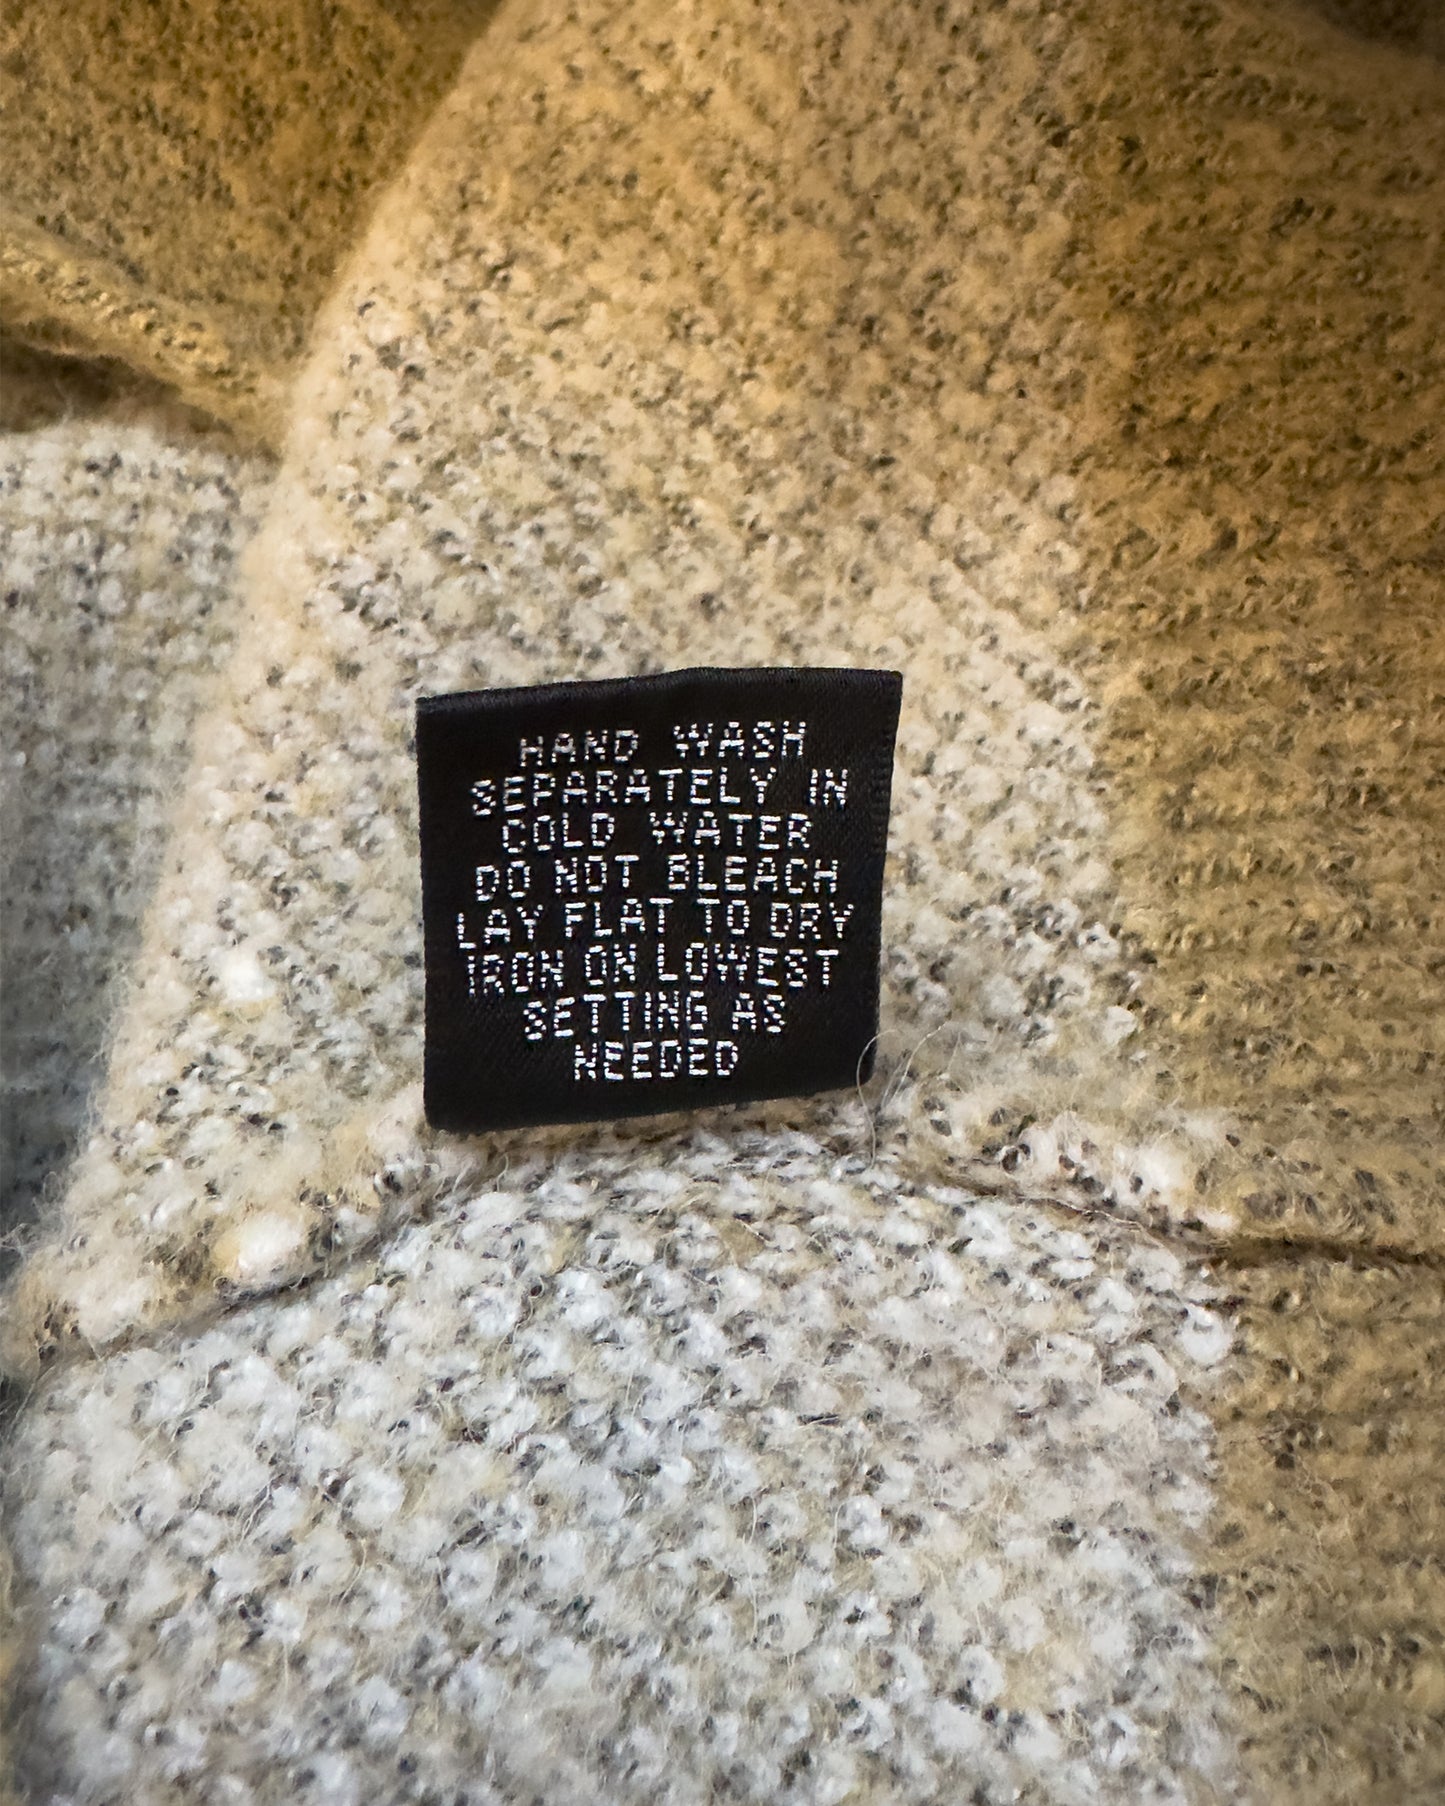 HAND WASH
SEPARATELY IN
COLD WATER
DO NOT BLEACH
LAY FLAT TO DRY
IRON ON LOWEST
SETTING AS
NEEDED